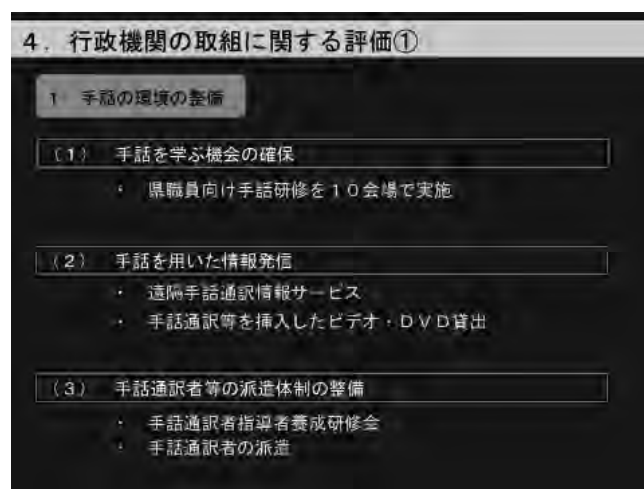 4．行政機関の取組に関する評価①
1　手話の環境の整備
（1）　手話を学ぶ機会の確保
・　県職員向け手話研修を１０会場で実施
（2）　手話を用いた情報発信
・　遠隔手話通訳情報サービス
・　手話通訳等を挿入したビデオ・ＤＶＤ貸出
（3）　手話通訳者等の派遣体制の整備
・　手話通訳者指導者養成研修会
・　手話通訳者の派遣